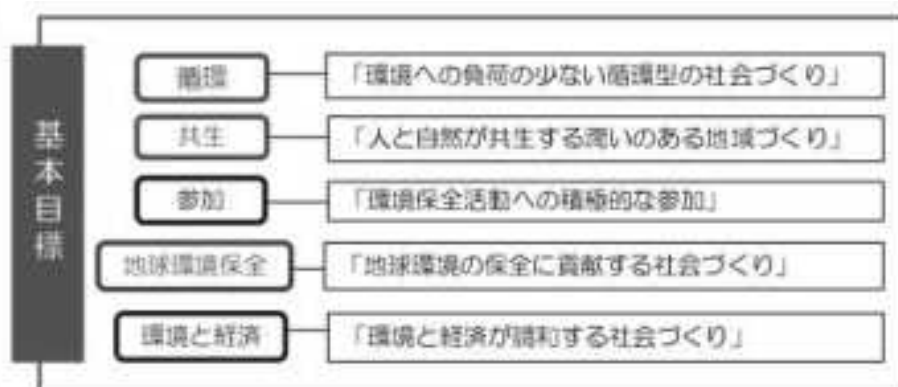 基本目標
循環
「環境への負荷の少ない循環型の社会づくり」
共生
「人と自然が共生する潤いのある地域づくり」
参加
「環境保全活動への積極的な参加」
地球環境保全
「地球環境の保全に貢献する社会づくり」
環境と経済
「環境と経済が調和する社会づくり」